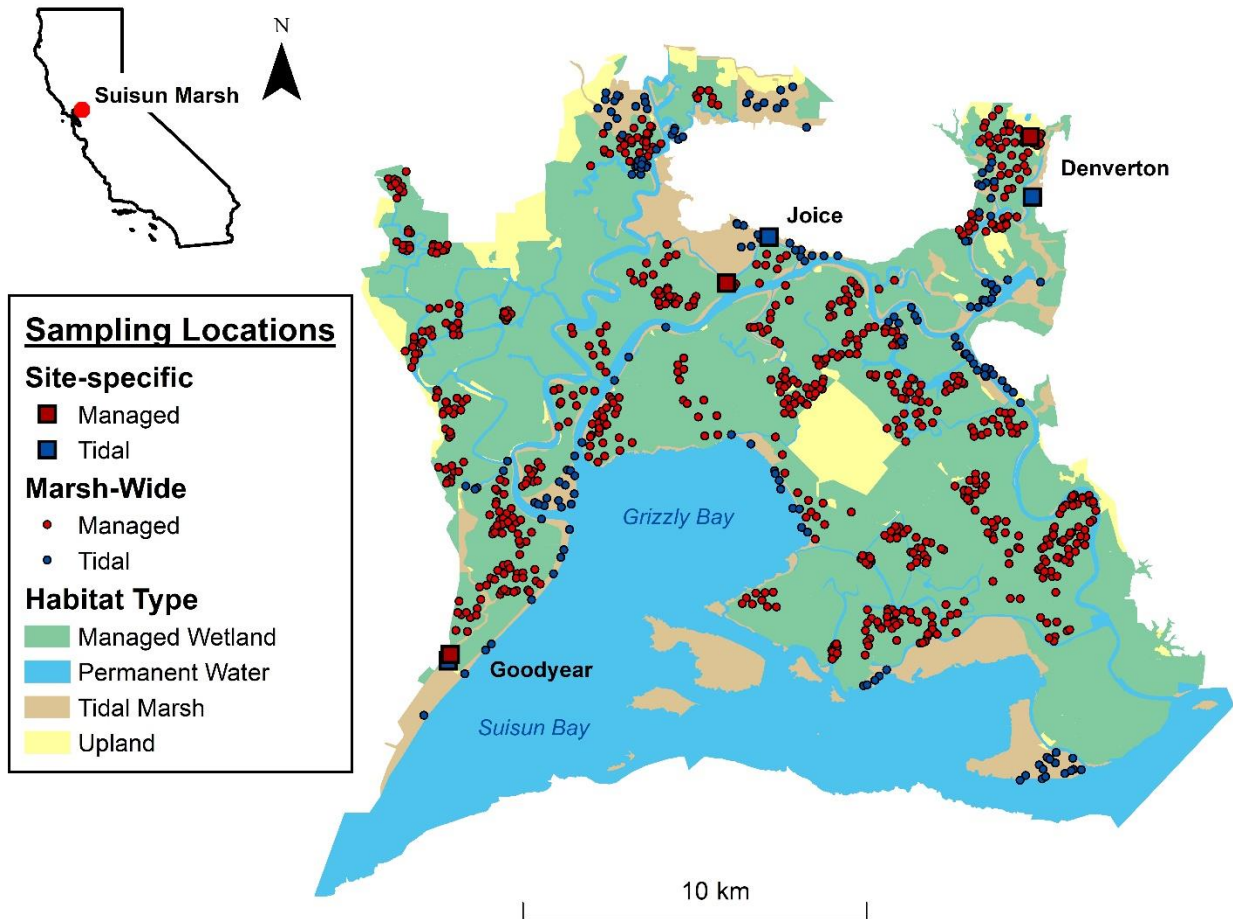 N
Suisun Marsh
Denverton
Joice
Sampling Locations
Site-specific
Managed
Tidal
Marsh-Wide
Managed
Tidal
Habitat Type
Managed Wetland
Permanent Water
Tidal Marsh
Upland
Grizzly Bay
Goodyear
Suisun Bay
10 km